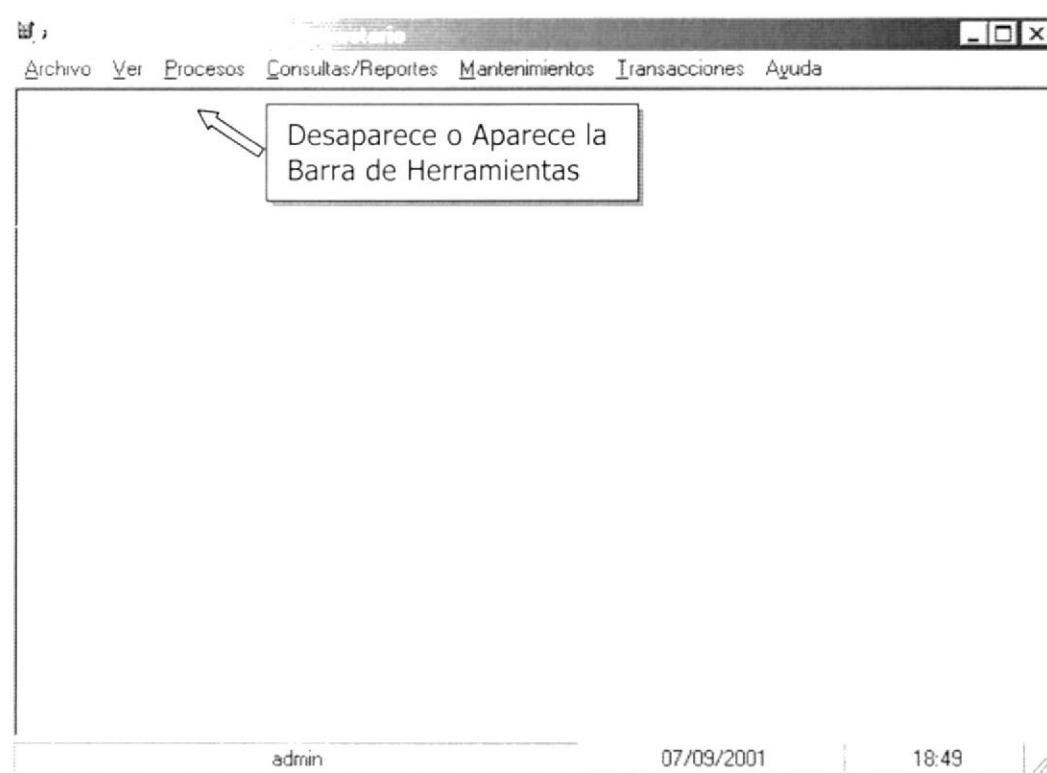 Archivo Ver Procesos Consultas/Reportes Mantenimientos Transacciones Ayuda
Desaparece o Aparece la
Barra de Herramientas
admin 07/09/2001 18:49